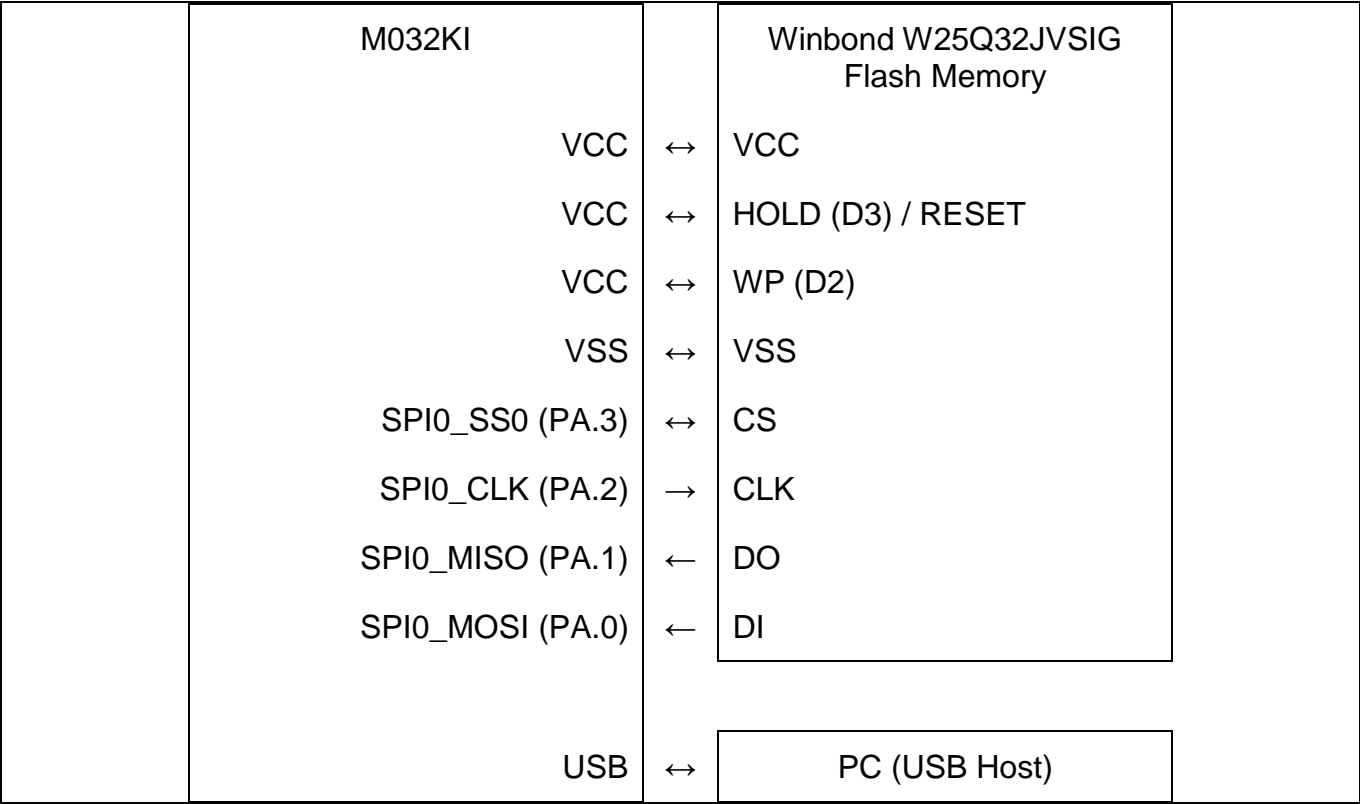 M032KI
Winbond W25Q32JVSIG
Flash Memory
VCC ↔ VCC
VCC ↔ HOLD (D3) / RESET
VCC ↔ WP (D2)
VSS ↔ VSS
SPI0_SS0 (PA.3) ↔ CS
SPI0_CLK (PA.2) → CLK
SPI0_MISO (PA.1) ← DO
SPI0_MOSI (PA.0) ← DI
USB ↔ PC (USB Host)